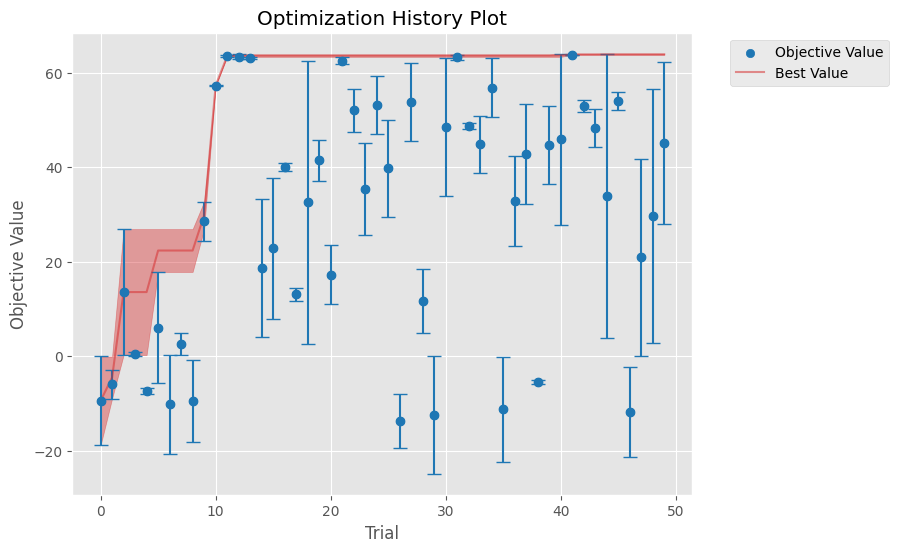 Optimization History Plot
Objective Value
Best Value
Objective Value
60
40
20
0
−20
0 10 20 30 40 50
Trial